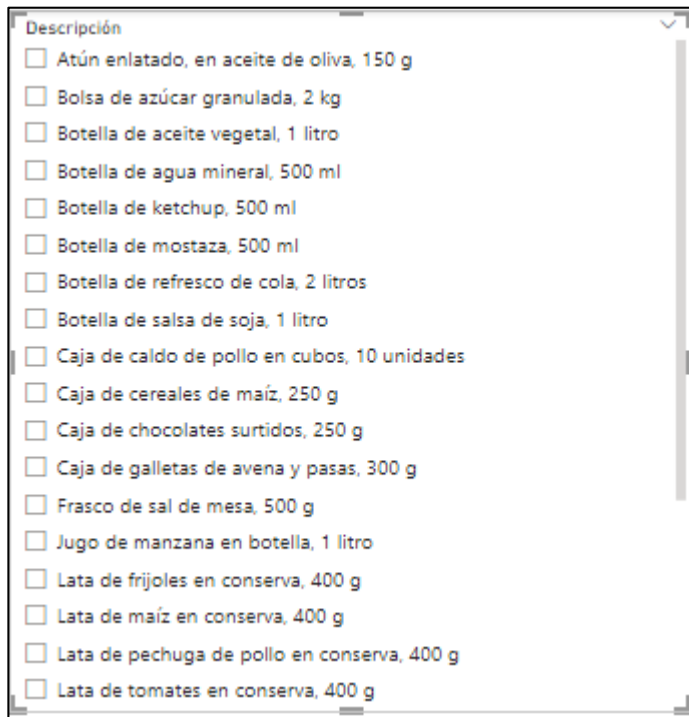 Descripción
Atún enlatado, en aceite de oliva, 150 g
Bolsa de azúcar granulada, 2 kg
Botella de aceite vegetal, 1 litro
Botella de agua mineral, 500 ml
Botella de ketchup, 500 ml
Botella de mostaza, 500 ml
Botella de refresco de cola, 2 litros
Botella de salsa de soja, 1 litro
Caja de caldo de pollo en cubos, 10 unidades
Caja de cereales de maíz, 250 g
Caja de chocolates surtidos, 250 g
Caja de galletas de avena y pasas, 300 g
Frasco de sal de mesa, 500 g
Jugo de manzana en botella, 1 litro
Lata de frijoles en conserva, 400 g
Lata de maíz en conserva, 400 g
Lata de pechuga de pollo en conserva, 400 g
Lata de tomates en conserva, 400 g